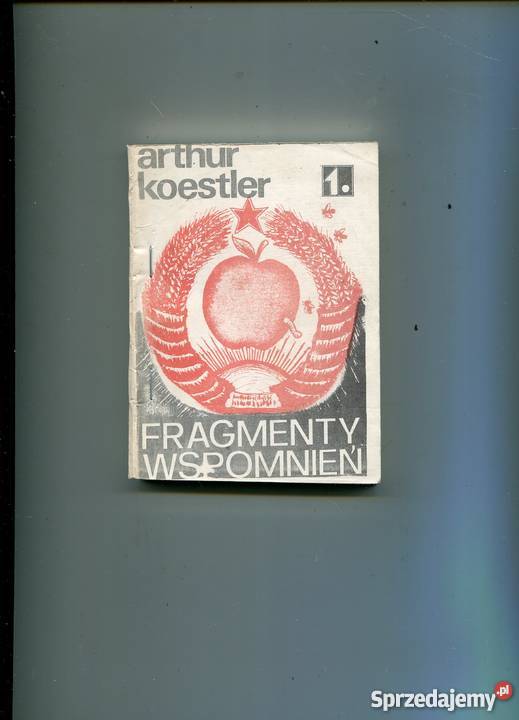 arthur
koestler
1.
FRAGMENTY
WSPOMNIEŃ
Sprzedajemy.pl